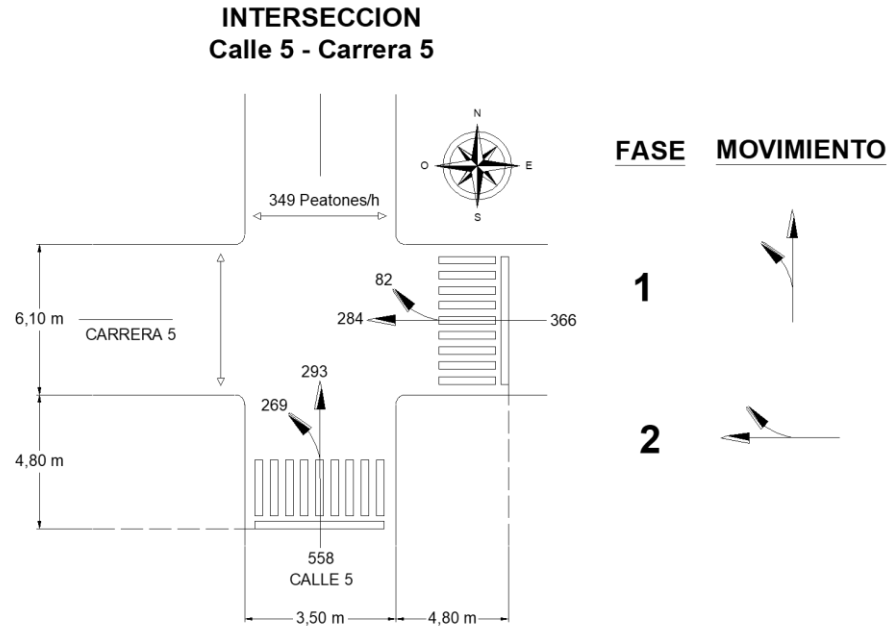 INTERSECCION
Calle 5 - Carrera 5
N
O
E
S
FASE
MOVIMIENTO
349 Peatones/h
82
1
6,10 m
CARRERA 5
284
366
293
269
2
4,80 m
558
CALLE 5
3,50 m
4,80 m